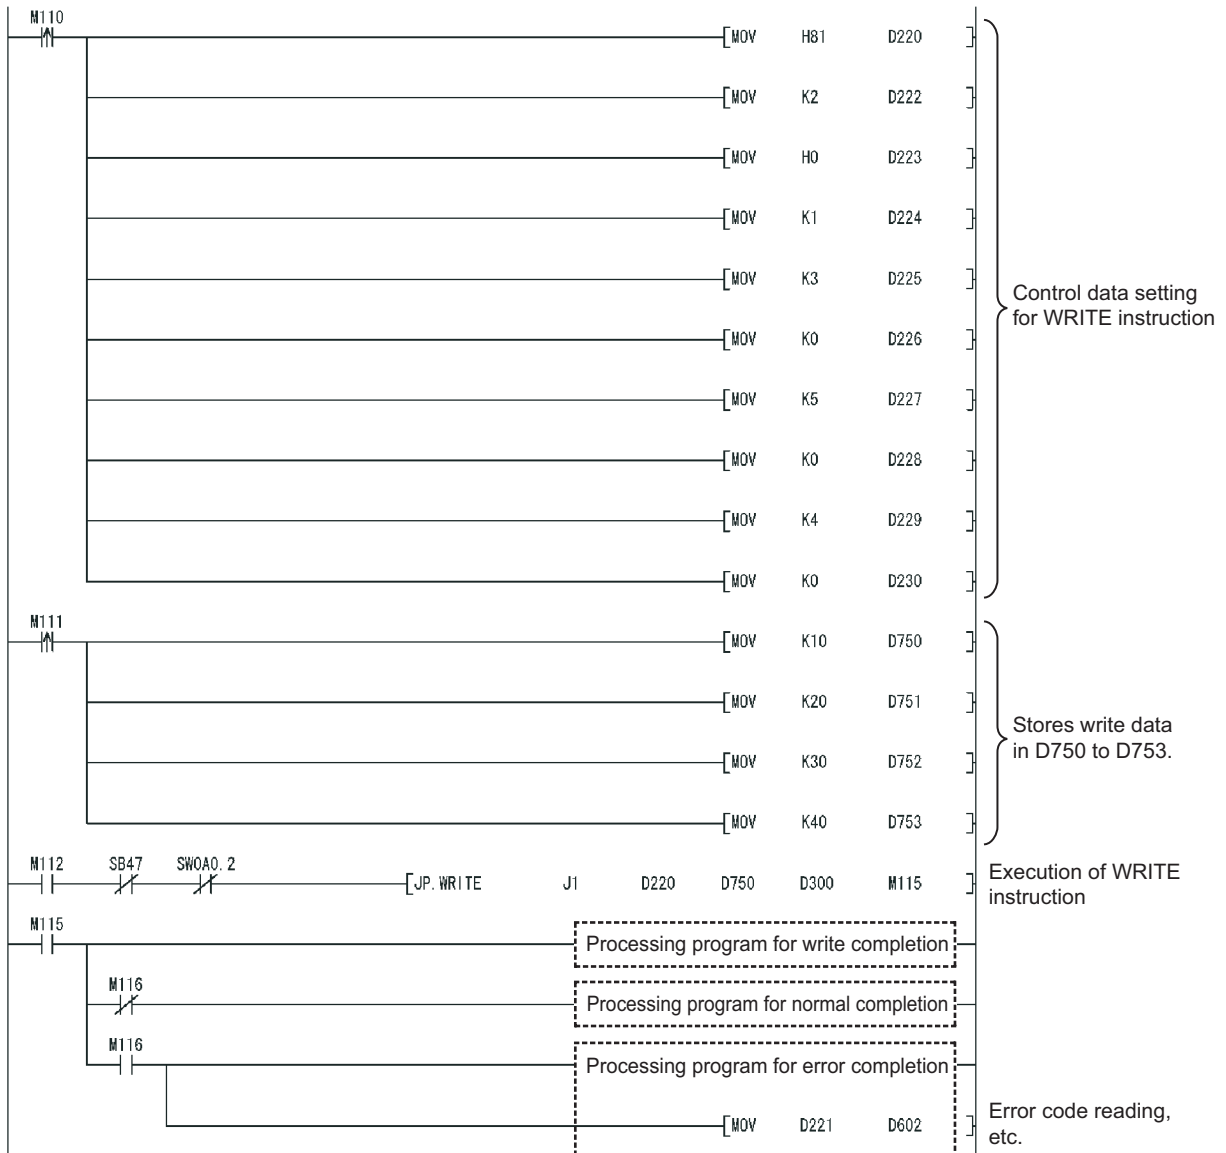 M110
[MOV H81 D220 ]
[MOV K2 D222 ]
[MOV H0 D223 ]
[MOV K1 D224 ]
[MOV K3 D225 ]
Control data setting
for WRITE instruction
[MOV K0 D226 ]
[MOV K5 D227 ]
[MOV K0 D228 ]
[MOV K4 D229 ]
[MOV K0 D230 ]
M111
[MOV K10 D750 ]
[MOV K20 D751 ]
Stores write data
in D750 to D753.
[MOV K30 D752 ]
[MOV K40 D753 ]
M112 SB47 SW0A0.2
[JP.WRITE J1 D220 D750 D300 M115 ]
Execution of WRITE
instruction
M115
Processing program for write completion
M116
Processing program for normal completion
M116
Processing program for error completion
[MOV D221 D602 ]
Error code reading,
etc.